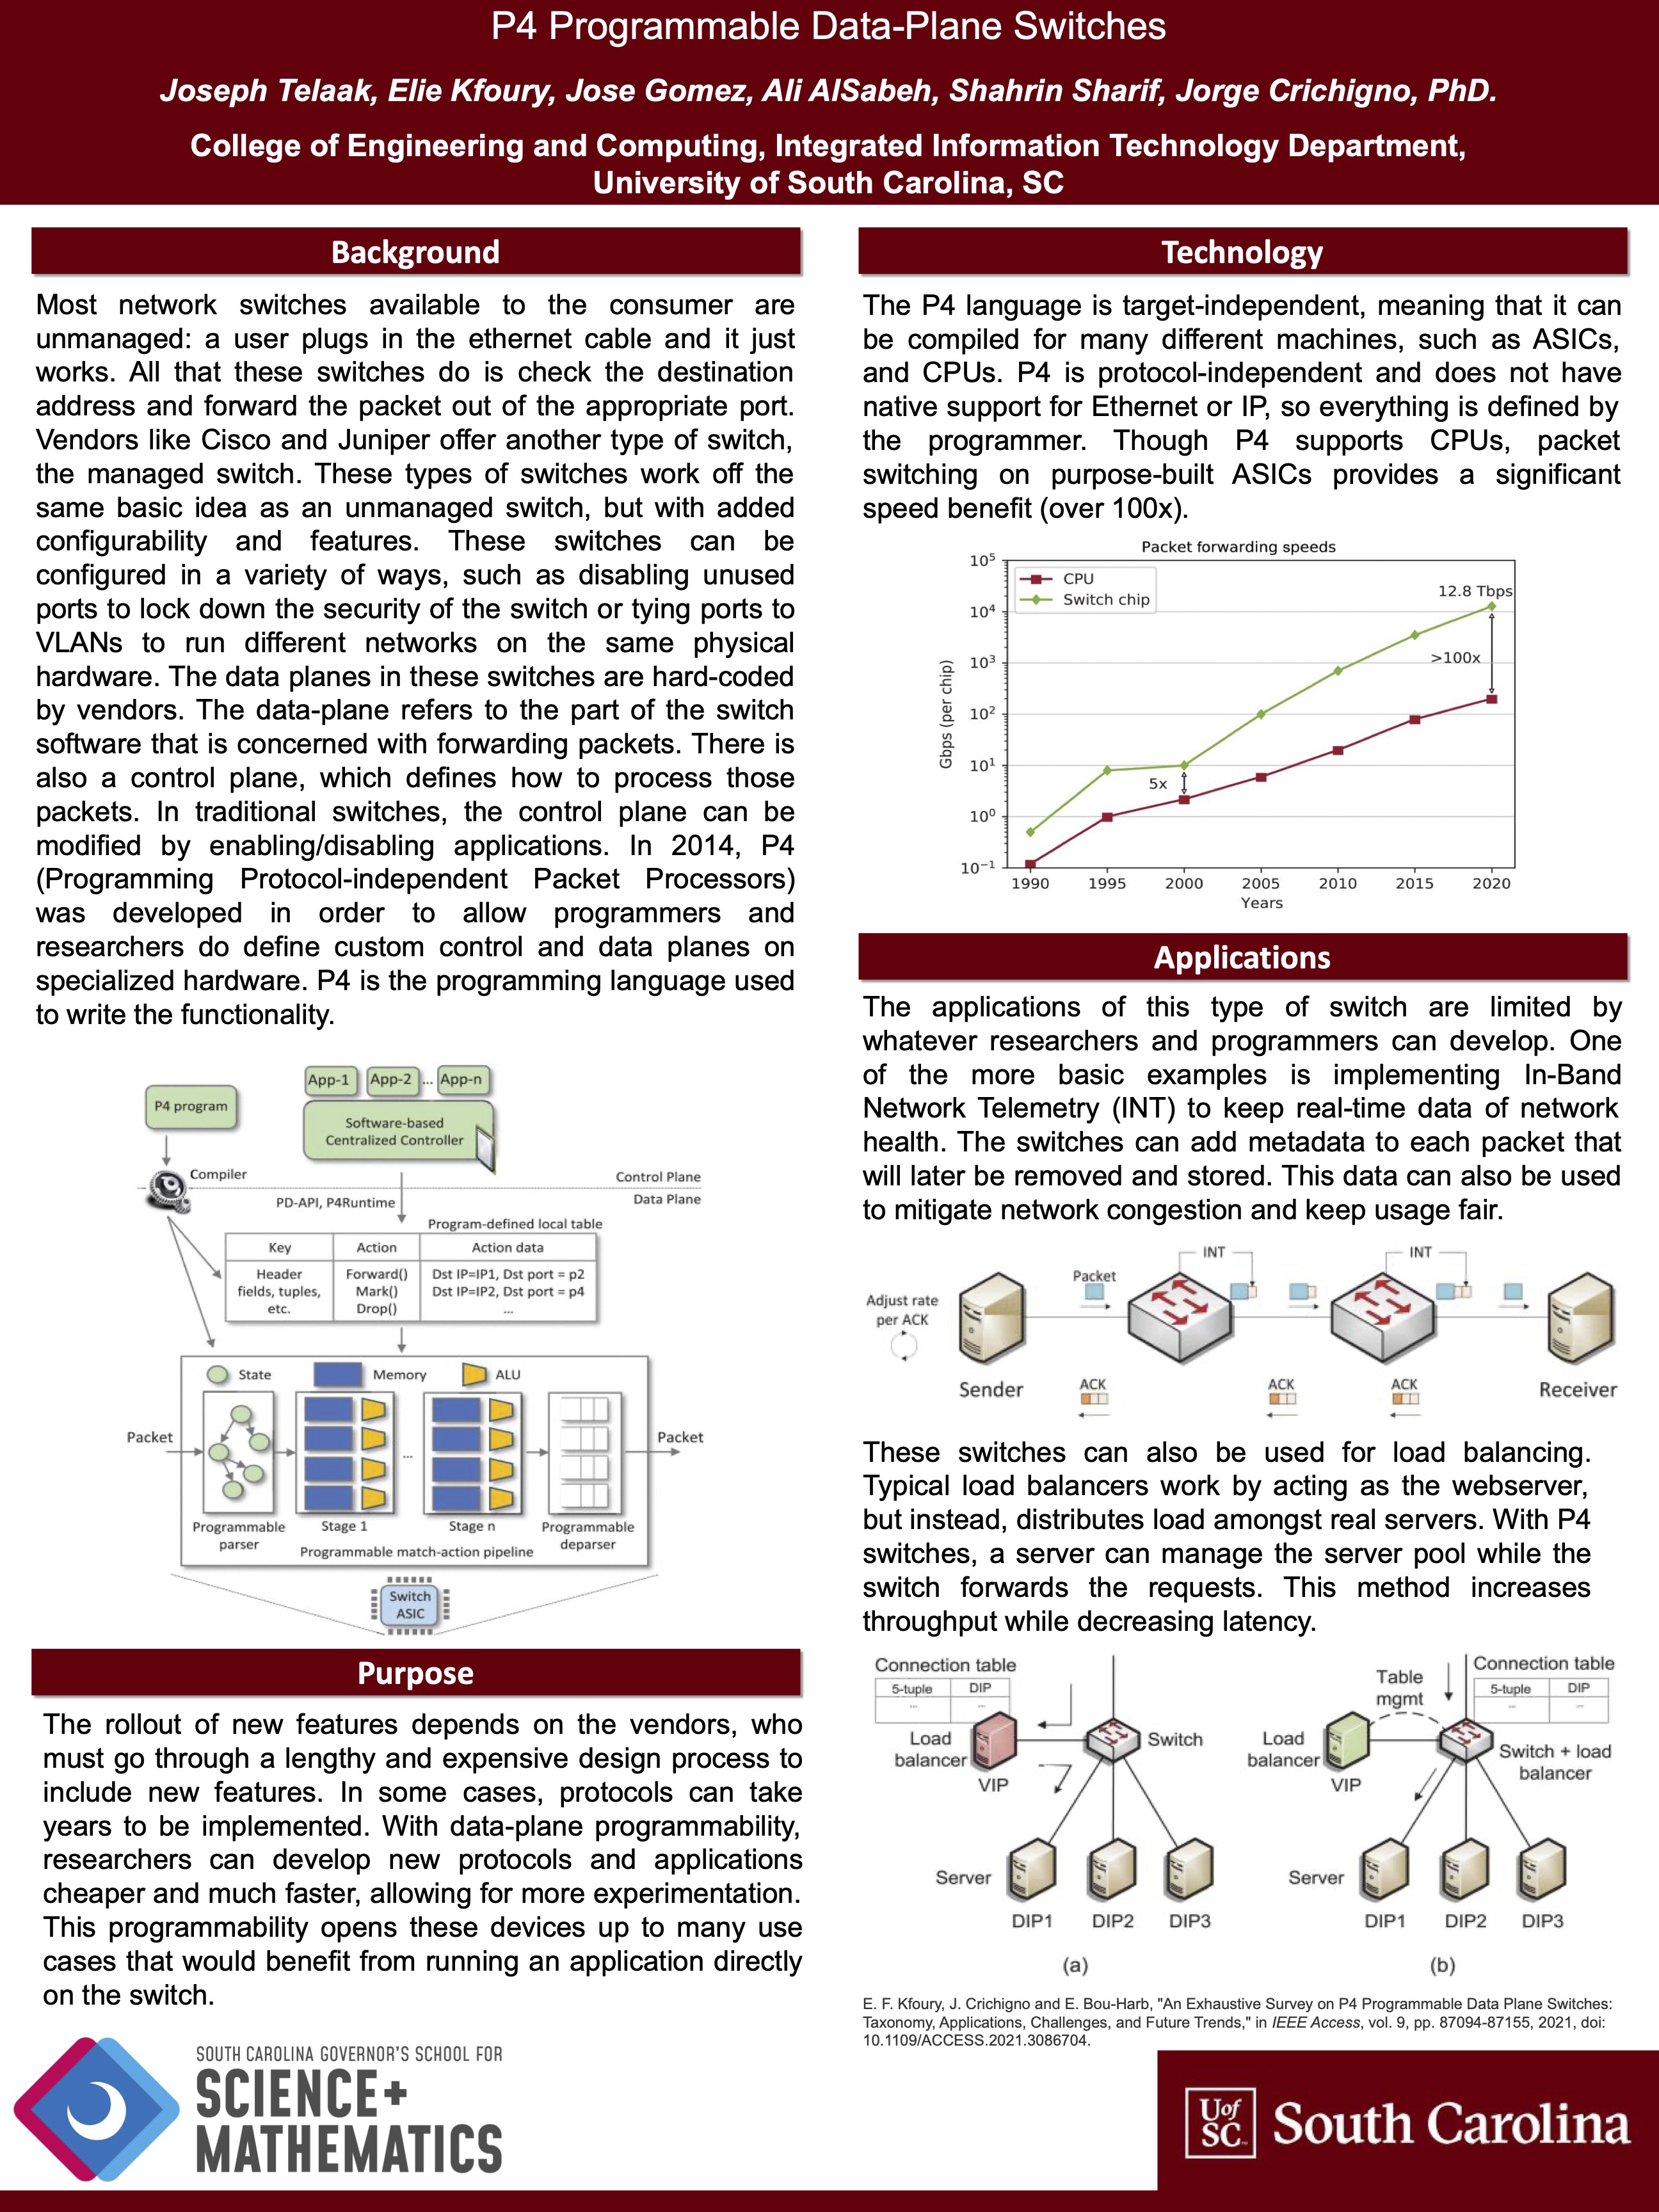 P4 Programmable Data-Plane Switches
Joseph Telaak, Elie Kfoury, Jose Gomez, Ali AlSabeh, Shahrin Sharif, Jorge Crichigno, PhD.
College of Engineering and Computing, Integrated Information Technology Department,
University of South Carolina, SC
Background
Most network switches available to the consumer are
unmanaged: a user plugs in the ethernet cable and it just
works. All that these switches do is check the destination
address and forward the packet out of the appropriate port.
Vendors like Cisco and Juniper offer another type of switch,
the managed switch. These types of switches work off the
same basic idea as an unmanaged switch, but with added
configurability and features. These switches can be
configured in a variety of ways, such as disabling unused
ports to lock down the security of the switch or tying ports to
VLANs to run different networks on the same physical
hardware. The data planes in these switches are hard-coded
by vendors. The data-plane refers to the part of the switch
software that is concerned with forwarding packets. There is
also a control plane, which defines how to process those
packets. In traditional switches, the control plane can be
modified by enabling/disabling applications. In 2014, P4
(Programming Protocol-independent Packet Processors)
was developed in order to allow programmers and
researchers do define custom control and data planes on
specialized hardware. P4 is the programming language used
to write the functionality.
App-1 App-2 ... App-n
P4 program
Software-based
Centralized Controller
Compiler
Control Plane
PD-API, P4Runtime
Data Plane
Program-defined local table
Key Action Action data
Header Forward() Dst IP=IP1, Dst port = p2
fields, tuples, Mark() Dst IP=IP2, Dst port = p4
etc. Drop() ...
State Memory ALU
Packet
...
Packet
Programmable
parser
Stage 1
Stage n
Programmable
deparser
Programmable match-action pipeline
Switch
ASIC
Purpose
The rollout of new features depends on the vendors, who
must go through a lengthy and expensive design process to
include new features. In some cases, protocols can take
years to be implemented. With data-plane programmability,
researchers can develop new protocols and applications
cheaper and much faster, allowing for more experimentation.
This programmability opens these devices up to many use
cases that would benefit from running an application directly
on the switch.
SOUTH CAROLINA GOVERNOR'S SCHOOL FOR
SCIENCE+
MATHEMATICS
Technology
The P4 language is target-independent, meaning that it can
be compiled for many different machines, such as ASICs,
and CPUs. P4 is protocol-independent and does not have
native support for Ethernet or IP, so everything is defined by
the programmer. Though P4 supports CPUs, packet
switching on purpose-built ASICs provides a significant
speed benefit (over 100x).
Packet forwarding speeds
CPU
Switch chip
12.8 Tbps
>100x
5x
Gbps (per chip)
10⁵
10⁴
10³
10²
10¹
10⁰
10⁻¹
1990 1995 2000 2005 2010 2015 2020
Years
Applications
The applications of this type of switch are limited by
whatever researchers and programmers can develop. One
of the more basic examples is implementing In-Band
Network Telemetry (INT) to keep real-time data of network
health. The switches can add metadata to each packet that
will later be removed and stored. This data can also be used
to mitigate network congestion and keep usage fair.
INT INT
Packet
Adjust rate
per ACK
Sender
ACK ACK ACK
Receiver
These switches can also be used for load balancing.
Typical load balancers work by acting as the webserver,
but instead, distributes load amongst real servers. With P4
switches, a server can manage the server pool while the
switch forwards the requests. This method increases
throughput while decreasing latency.
Connection table
5-tuple DIP
... ...
Load
balancer
VIP
Switch
Server
DIP1 DIP2 DIP3
(a)
Table
mgmt
Connection table
5-tuple DIP
... ...
Load
balancer
VIP
Switch + load
balancer
Server
DIP1 DIP2 DIP3
(b)
E. F. Kfoury, J. Crichigno and E. Bou-Harb, "An Exhaustive Survey on P4 Programmable Data Plane Switches:
Taxonomy, Applications, Challenges, and Future Trends," in IEEE Access, vol. 9, pp. 87094-87155, 2021, doi:
10.1109/ACCESS.2021.3086704.
UofSC South Carolina